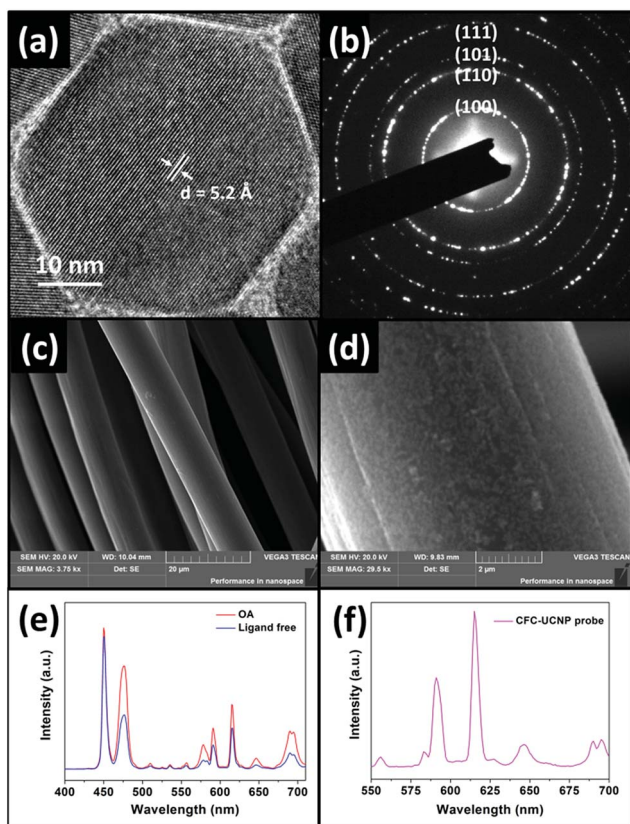 (a)
d = 5.2 Å
10 nm
(b)
(111)
(101)
(110)
(100)
(c)
SEM HV: 20.0 kV
WD: 10.04 mm
VEGA3 TESCAN
SEM MAG: 3.75 kx
Det: SE
20 µm
Performance in nanospace
(d)
SEM HV: 20.0 kV
WD: 9.83 mm
VEGA3 TESCAN
SEM MAG: 29.5 kx
Det: SE
2 µm
Performance in nanospace
(e)
OA
Ligand free
Intensity (a.u.)
400 450 500 550 600 650 700
Wavelength (nm)
(f)
CFC-UCNP probe
Intensity (a.u.)
550 575 600 625 650 675 700
Wavelength (nm)